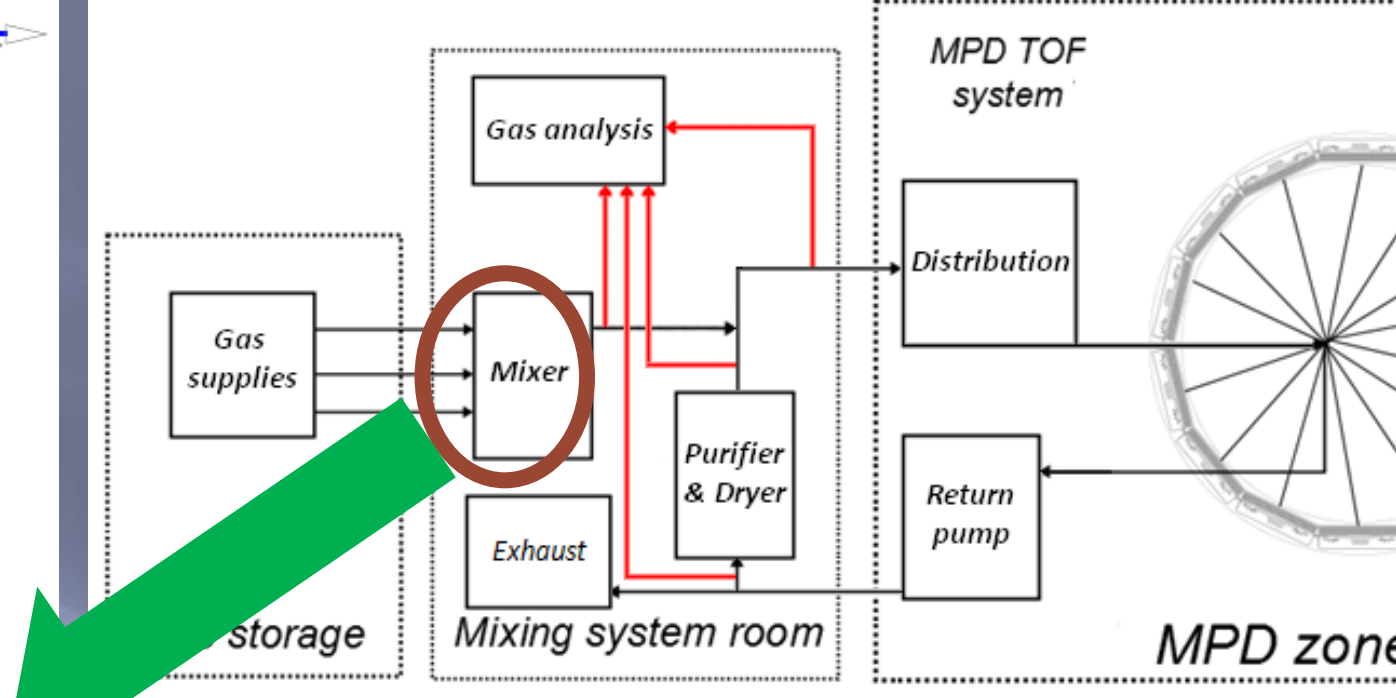 MPD TOF
system
Gas analysis
Distribution
Gas
supplies
Mixer
Purifier
& Dryer
Return
pump
Exhaust
storage
Mixing system room
MPD zone